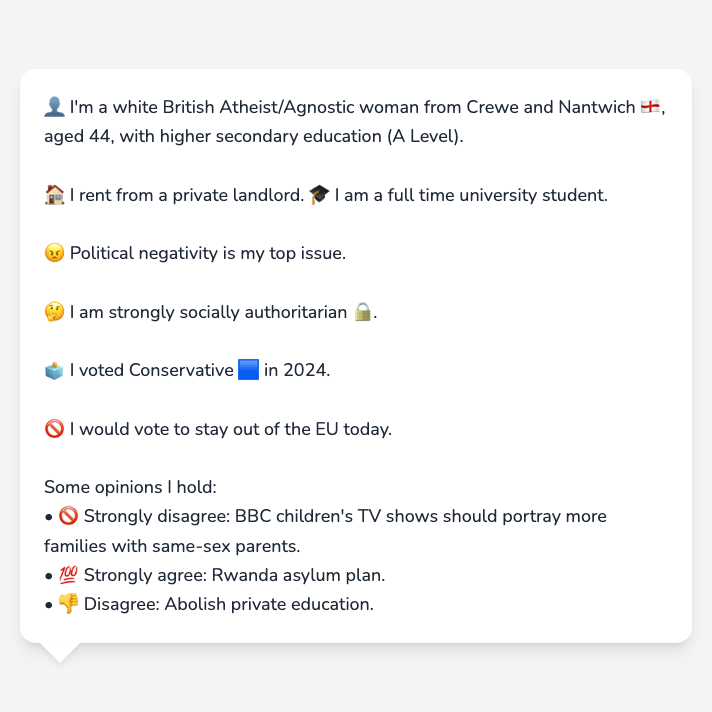 👤 I'm a white British Atheist/Agnostic woman from Crewe and Nantwich 🏴󠁧󠁢󠁥󠁮󠁧󠁿,
aged 44, with higher secondary education (A Level).
🏠 I rent from a private landlord. 🎓 I am a full time university student.
😠 Political negativity is my top issue.
🤔 I am strongly socially authoritarian 🔒.
🗳️ I voted Conservative 🟦 in 2024.
🚫 I would vote to stay out of the EU today.
Some opinions I hold:
• 🚫 Strongly disagree: BBC children's TV shows should portray more
families with same-sex parents.
• 💯 Strongly agree: Rwanda asylum plan.
• 👎 Disagree: Abolish private education.